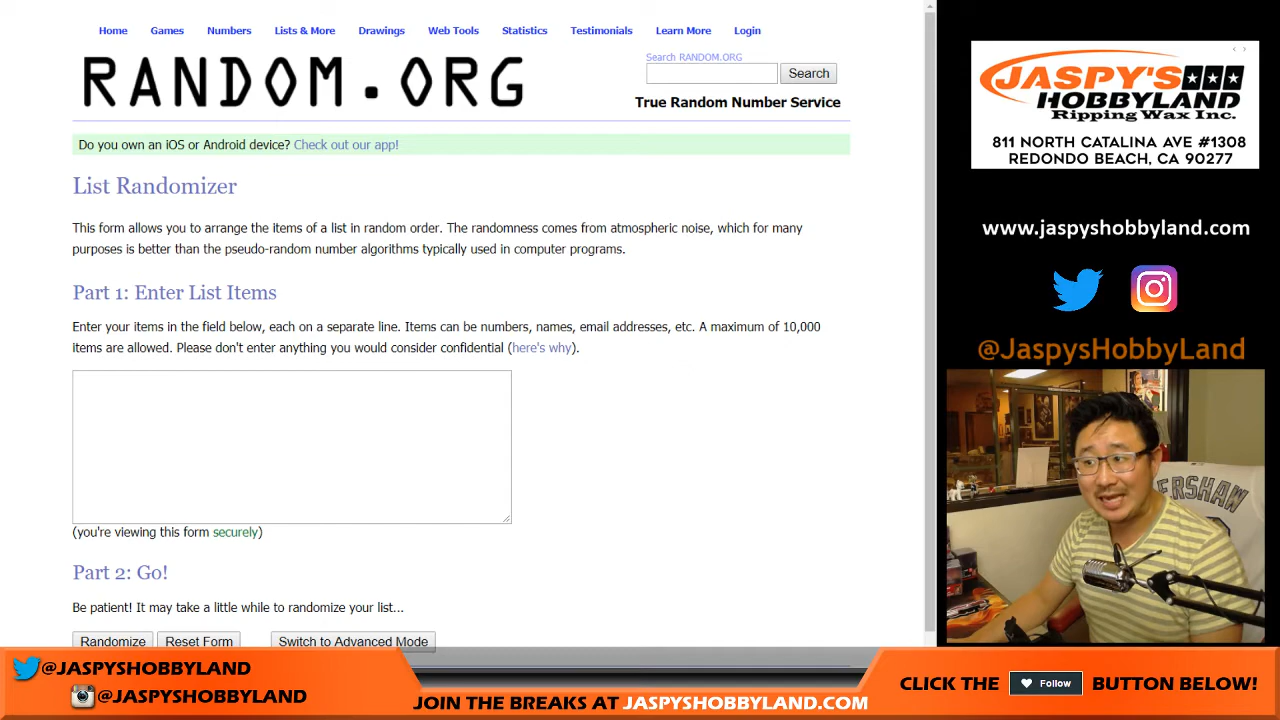 Home Games Numbers Lists & More Drawings Web Tools Statistics Testimonials Learn More Login
RANDOM.ORG
Search RANDOM.ORG
Search
True Random Number Service
Do you own an iOS or Android device? Check out our app!
List Randomizer
This form allows you to arrange the items of a list in random order. The randomness comes from atmospheric noise, which for many
purposes is better than the pseudo-random number algorithms typically used in computer programs.
Part 1: Enter List Items
Enter your items in the field below, each on a separate line. Items can be numbers, names, email addresses, etc. A maximum of 10,000
items are allowed. Please don't enter anything you would consider confidential (here's why).
(you're viewing this form securely)
Part 2: Go!
Be patient! It may take a little while to randomize your list...
Randomize Reset Form Switch to Advanced Mode
JASPY'S
HOBBYLAND
Ripping Wax Inc.
811 NORTH CATALINA AVE #1308
REDONDO BEACH, CA 90277
www.jaspyshobbyland.com
@JaspysHobbyLand
ERSHAW
@JASPYSHOBBYLAND
@JASPYSHOBBYLAND
JOIN THE BREAKS AT JASPYSHOBBYLAND.COM
CLICK THE Follow BUTTON BELOW!